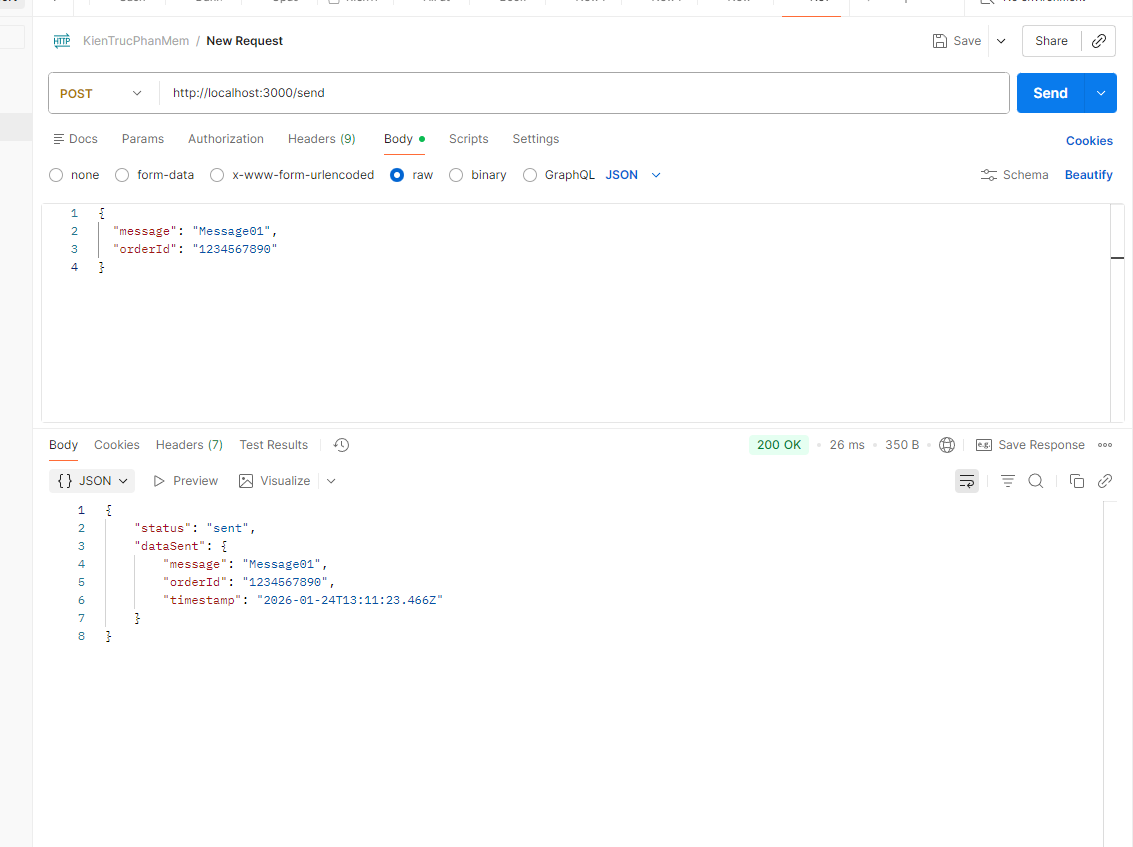 HTTP KienTrucPhanMem / New Request Save Share
POST http://localhost:3000/send Send
Docs Params Authorization Headers (9) Body Scripts Settings Cookies
none form-data x-www-form-urlencoded raw binary GraphQL JSON Schema Beautify
1 {
2 "message": "Message01",
3 "orderId": "1234567890"
4 }
Body Cookies Headers (7) Test Results 200 OK • 26 ms • 350 B • e.g. Save Response
{} JSON Preview Visualize
1 {
2 "status": "sent",
3 "dataSent": {
4 "message": "Message01",
5 "orderId": "1234567890",
6 "timestamp": "2026-01-24T13:11:23.466Z"
7 }
8 }